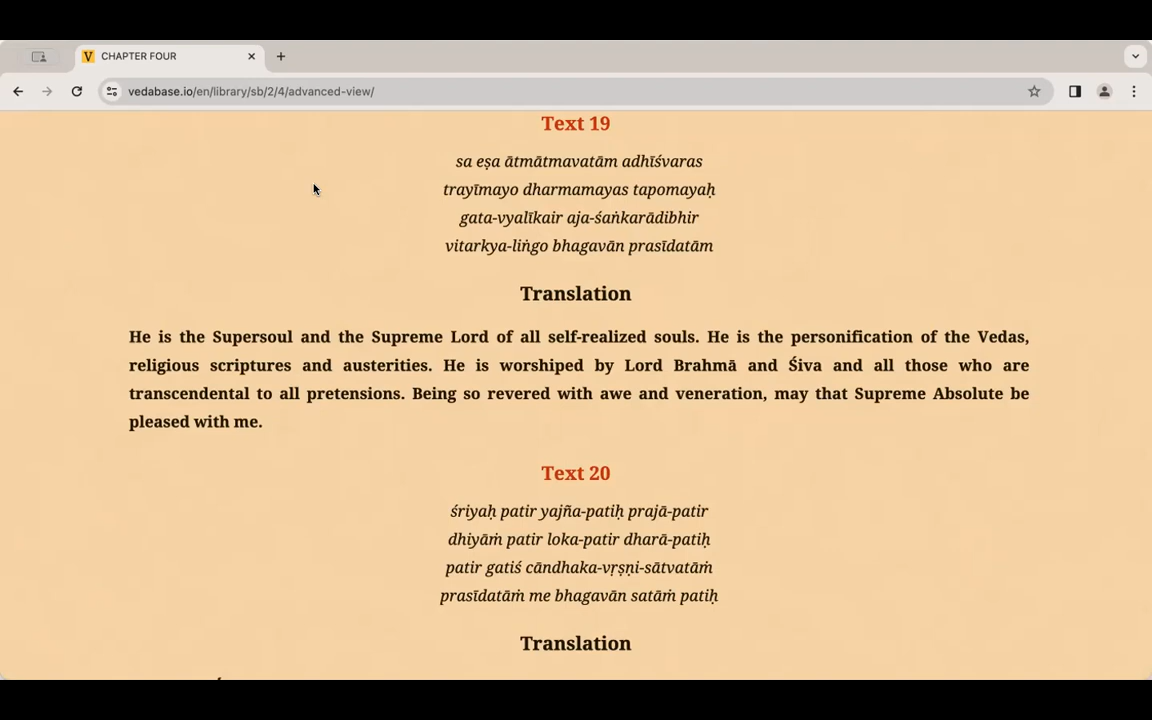 CHAPTER FOUR
vedabase.io/en/library/sb/2/4/advanced-view/
Text 19
sa eṣa ātmātmavatām adhīśvaras
trayīmayo dharmamayas tapomayaḥ
gata-vyalīkair aja-śaṅkarādibhir
vitarkya-liṅgo bhagavān prasīdatām
Translation
He is the Supersoul and the Supreme Lord of all self-realized souls. He is the personification of the Vedas,
religious scriptures and austerities. He is worshiped by Lord Brahmā and Śiva and all those who are
transcendental to all pretensions. Being so revered with awe and veneration, may that Supreme Absolute be
pleased with me.
Text 20
śriyaḥ patir yajña-patiḥ prajā-patir
dhiyāṁ patir loka-patir dharā-patiḥ
patir gatiś cāndhaka-vṛṣṇi-sātvatāṁ
prasīdatāṁ me bhagavān satāṁ patiḥ
Translation